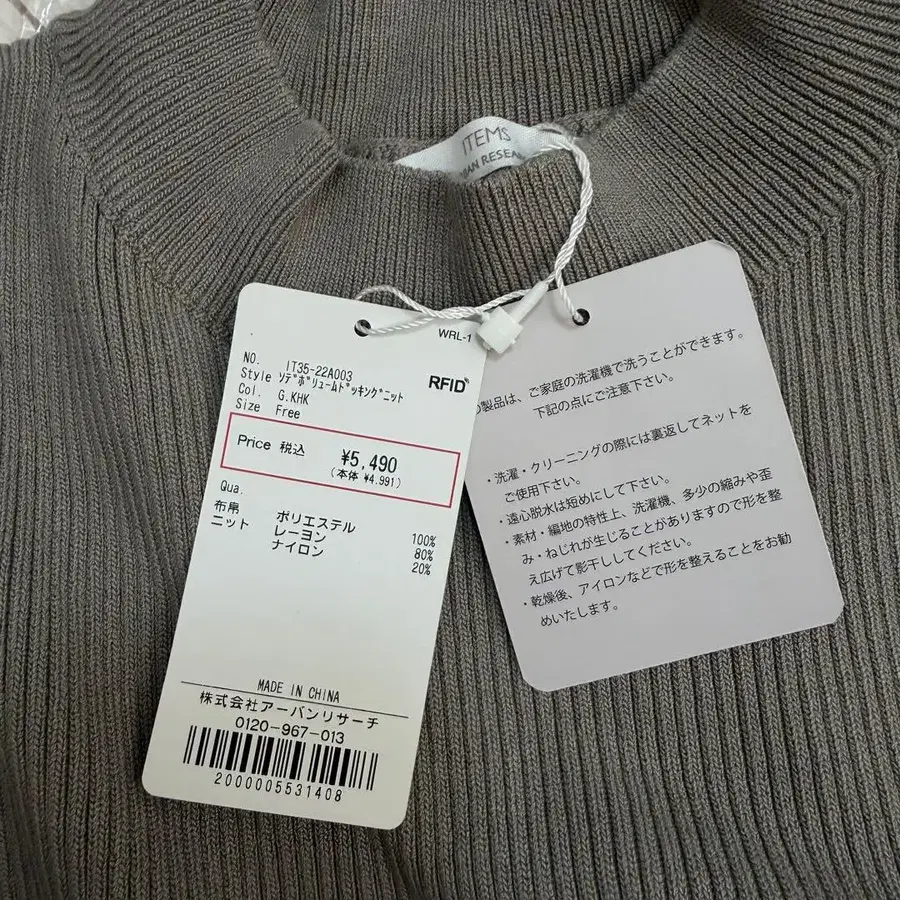 ITEMS
WRL-1
NO. IT35-22A003
RFID
Style ソデボリュームドッキングニット
Col. G.KHK
Size Free
Price 税込 ¥5,490
(本体 ¥4,991)
Qua.
布帛 ポリエステル 100%
ニット レーヨン 80%
ナイロン 20%
MADE IN CHINA
株式会社アーバンリサーチ
0120-967-013
2000005531408
製品は、ご家庭の洗濯機で洗うことができます。
下記の点にご注意下さい。
・洗濯・クリーニングの際には裏返してネットを
ご使用下さい。
・遠心脱水は短めにして下さい。
・素材・編地の特性上、洗濯機、多少の縮みや歪
み・ねじれが生じることがありますので形を整
え広げて影干ししてください。
・乾燥後、アイロンなどで形を整えることをお勧
めいたします。